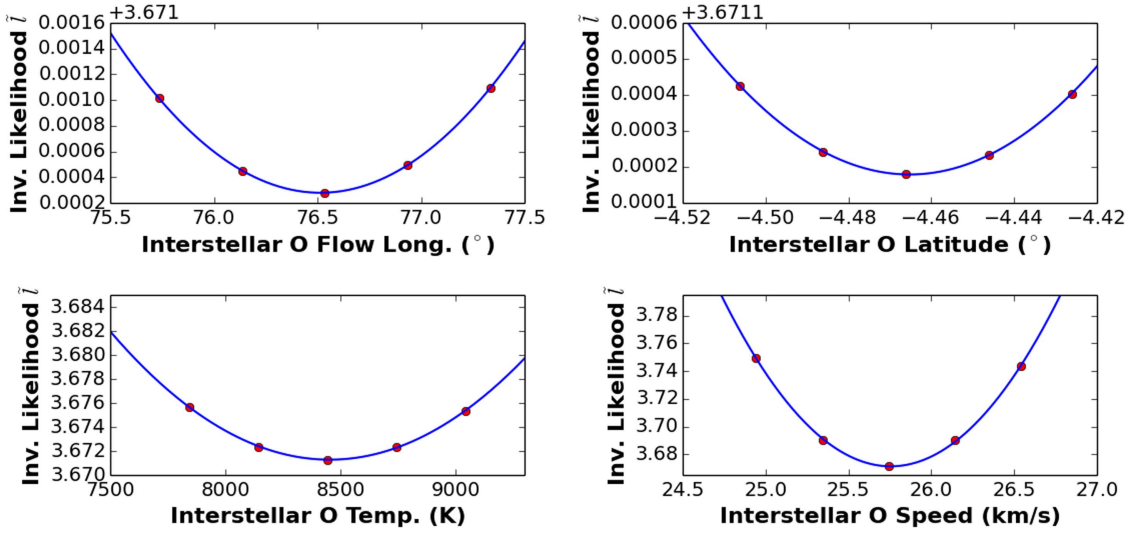 +3.671
0.0016
0.0014
0.0012
0.0010
0.0008
0.0006
0.0004
0.0002
75.5 76.0 76.5 77.0 77.5
Inv. Likelihood l̃
Interstellar O Flow Long. (°)
+3.6711
0.0006
0.0005
0.0004
0.0003
0.0002
0.0001
−4.52 −4.50 −4.48 −4.46 −4.44 −4.42
Inv. Likelihood l̃
Interstellar O Latitude (°)
3.684
3.682
3.680
3.678
3.676
3.674
3.672
3.670
7500 8000 8500 9000
Inv. Likelihood l̃
Interstellar O Temp. (K)
3.78
3.76
3.74
3.72
3.70
3.68
24.5 25.0 25.5 26.0 26.5 27.0
Inv. Likelihood l̃
Interstellar O Speed (km/s)